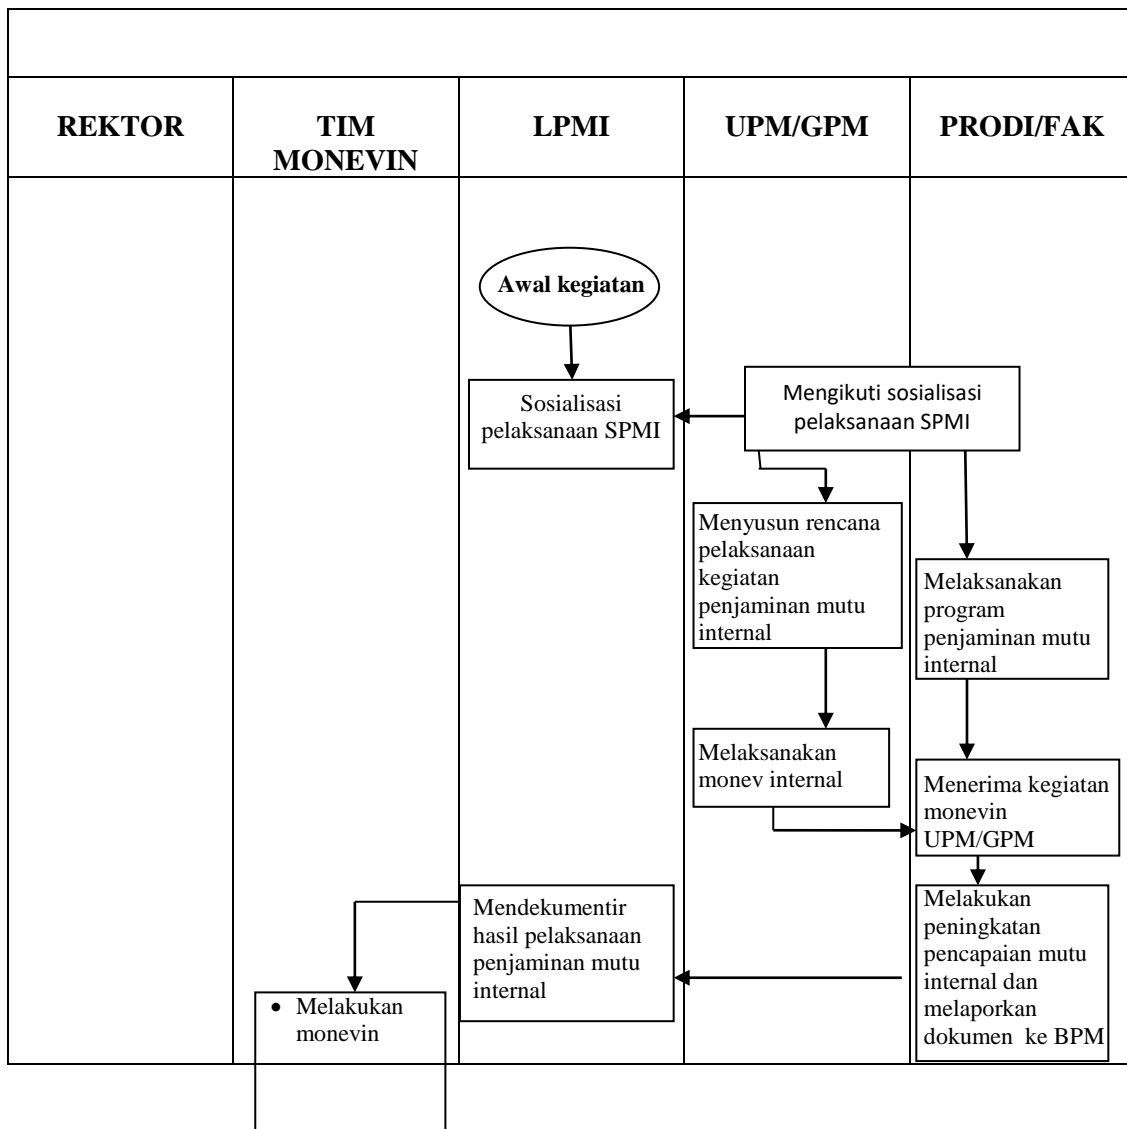 REKTOR
TIM
MONEVIN
LPMI
UPM/GPM
PRODI/FAK
Awal kegiatan
Sosialisasi
pelaksanaan SPMI
Mengikuti sosialisasi
pelaksanaan SPMI
Menyusun rencana
pelaksanaan
kegiatan
penjaminan mutu
internal
Melaksanakan
program
penjaminan mutu
internal
Melaksanakan
monev internal
Menerima kegiatan
monevin
UPM/GPM
Mendekumentir
hasil pelaksanaan
penjaminan mutu
internal
Melakukan
peningkatan
pencapaian mutu
internal dan
melaporkan
dokumen ke BPM
• Melakukan
monevin